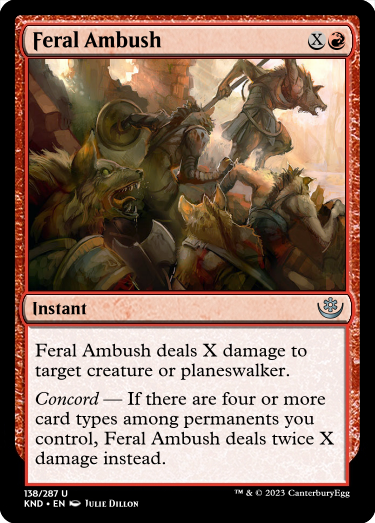 Feral Ambush X
Instant
Feral Ambush deals X damage to
target creature or planeswalker.
Concord — If there are four or more
card types among permanents you
control, Feral Ambush deals twice X
damage instead.
138/287 U
KND • EN Julie Dillon
™ & © 2023 CanterburyEgg